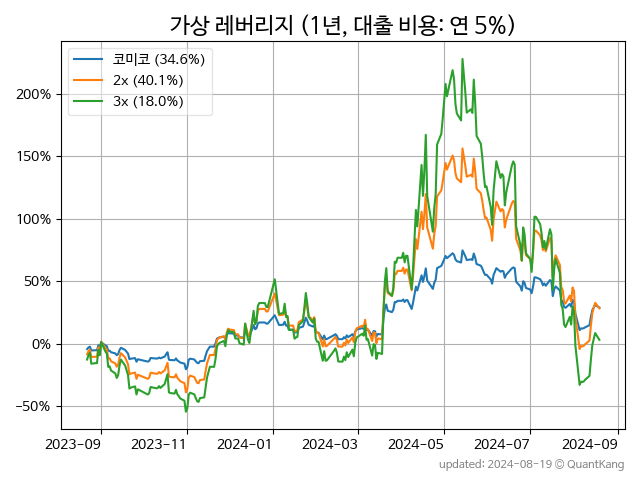 가상 레버리지 (1년, 대출 비용: 연 5%)
코미코 (34.6%)
2x (40.1%)
3x (18.0%)
200%
150%
100%
50%
0%
−50%
2023-09
2023-11
2024-01
2024-03
2024-05
2024-07
2024-09
updated: 2024-08-19 © QuantKang